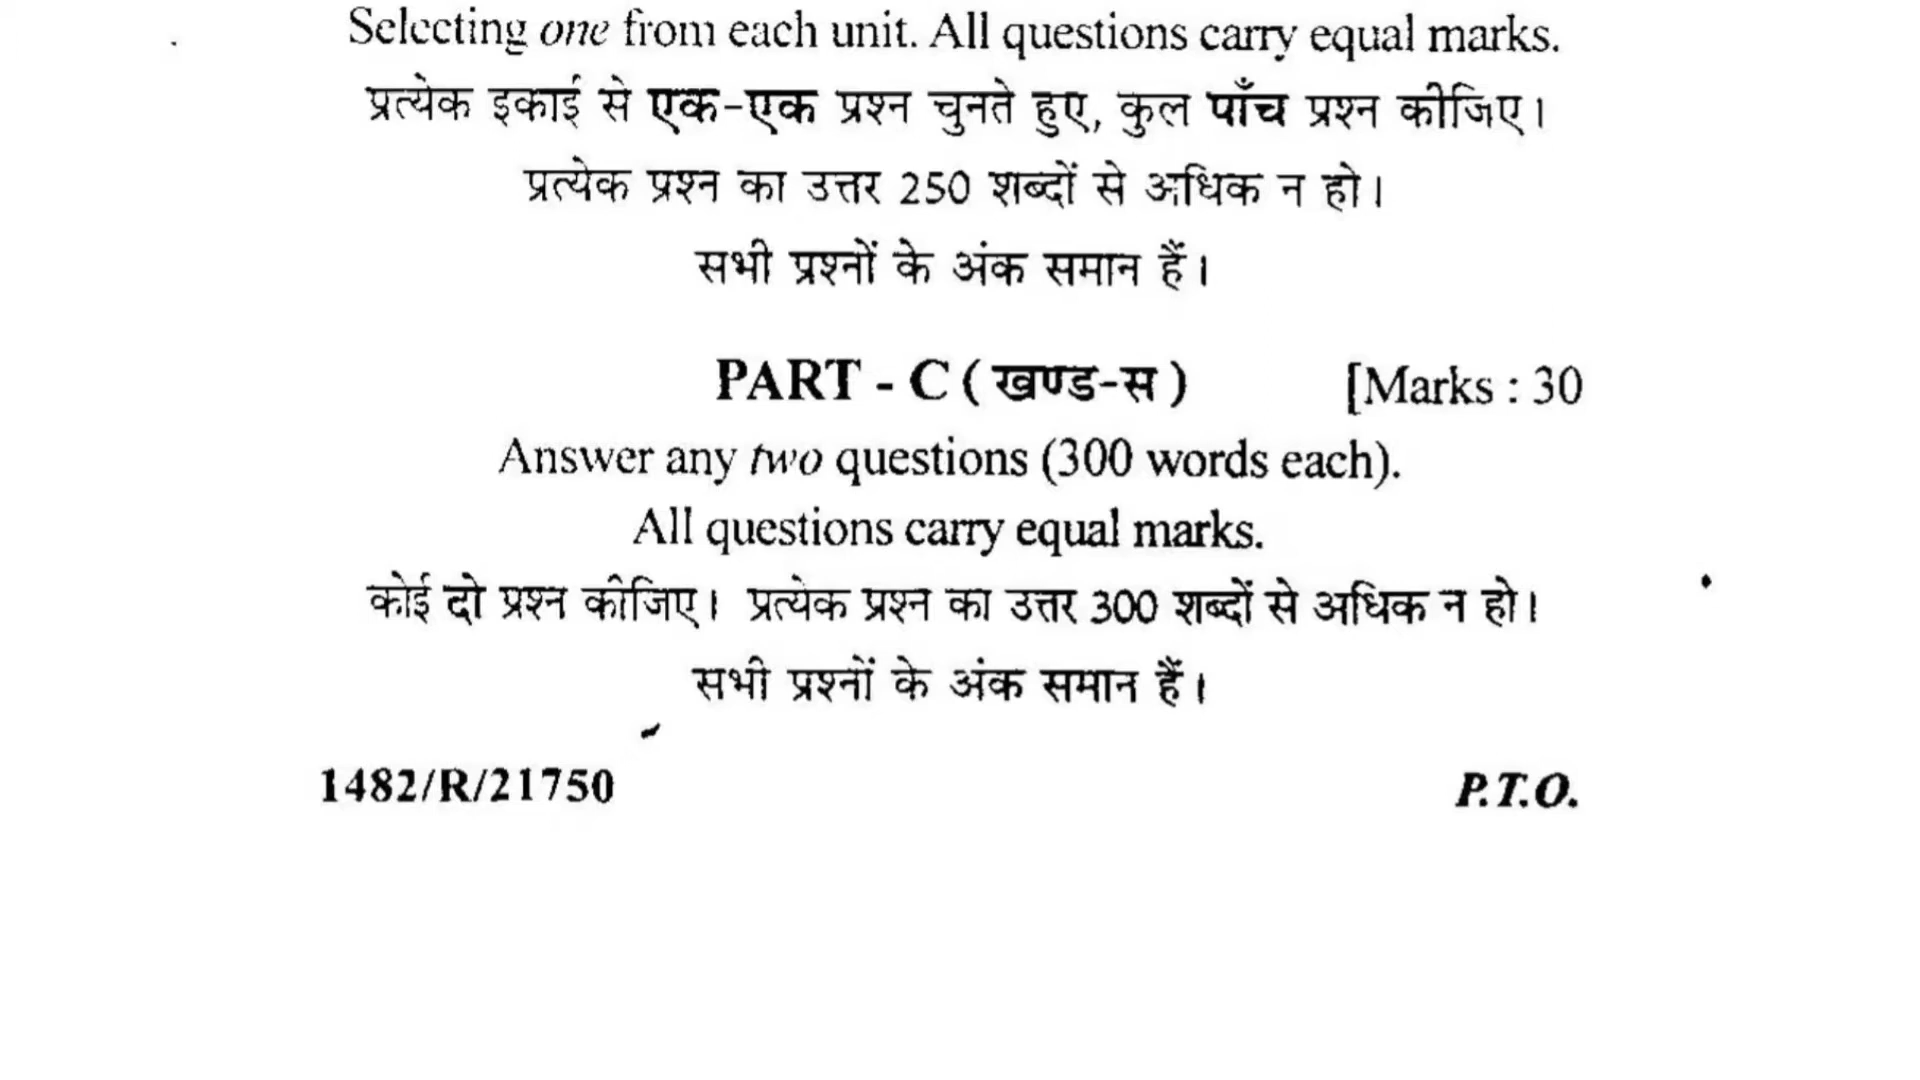 Selecting one from each unit. All questions carry equal marks.
प्रत्येक इकाई से एक-एक प्रश्न चुनते हुए, कुल पाँच प्रश्न कीजिए।
प्रत्येक प्रश्न का उत्तर 250 शब्दों से अधिक न हो।
सभी प्रश्नों के अंक समान हैं।
PART - C ( खण्ड-स ) [Marks : 30
Answer any two questions (300 words each).
All questions carry equal marks.
कोई दो प्रश्न कीजिए। प्रत्येक प्रश्न का उत्तर 300 शब्दों से अधिक न हो।
सभी प्रश्नों के अंक समान हैं।
1482/R/21750 P.T.O.